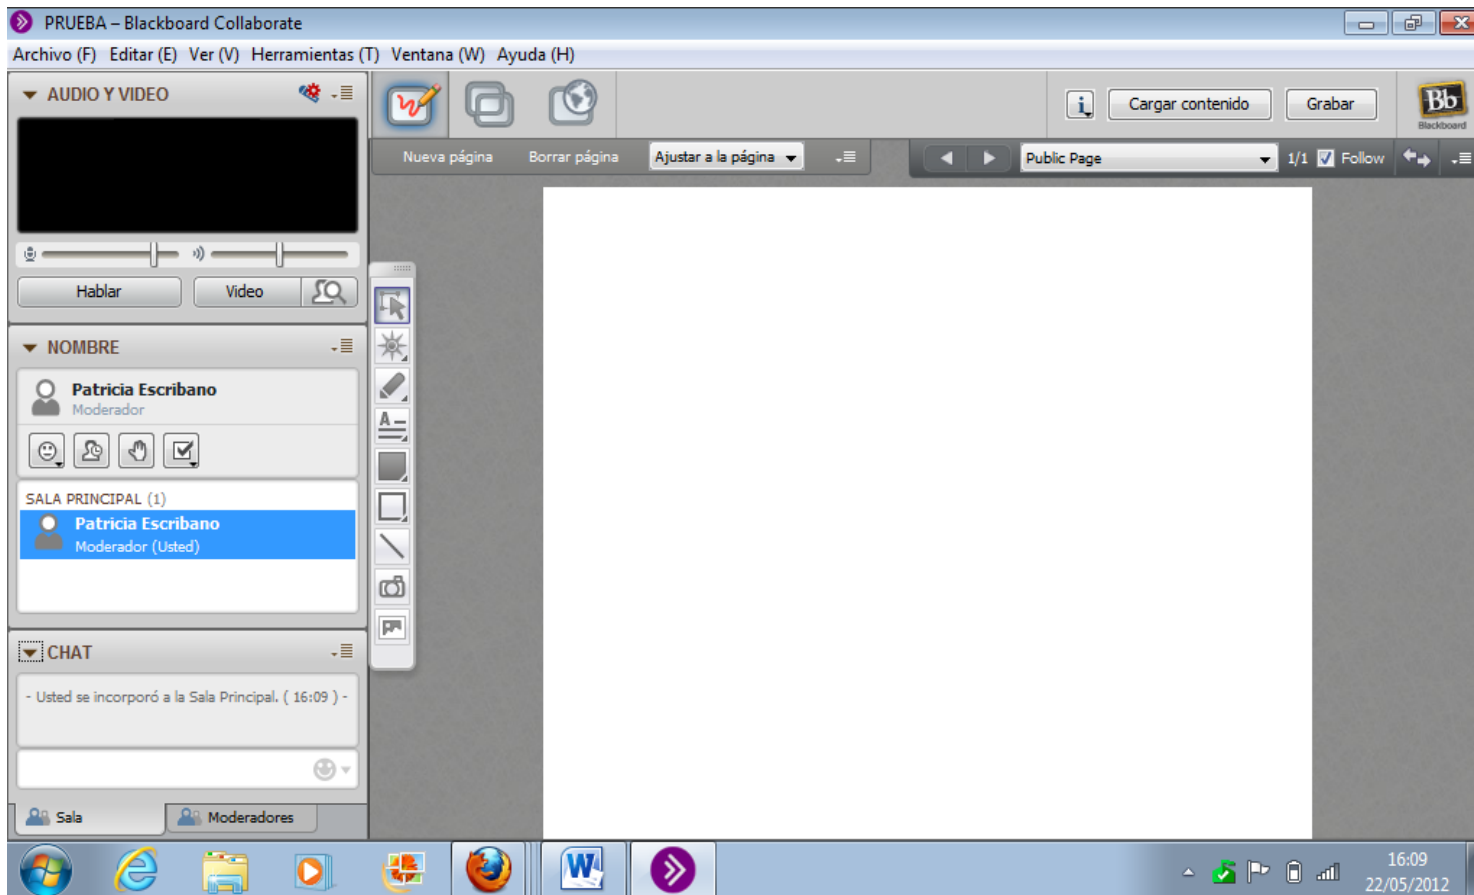 PRUEBA – Blackboard Collaborate
Archivo (F) Editar (E) Ver (V) Herramientas (T) Ventana (W) Ayuda (H)
AUDIO Y VIDEO
Hablar
Video
NOMBRE
Patricia Escribano
Moderador
SALA PRINCIPAL (1)
Patricia Escribano
Moderador (Usted)
CHAT
- Usted se incorporó a la Sala Principal. ( 16:09 ) -
Sala
Moderadores
i
Cargar contenido
Grabar
Bb
Blackboard
Nueva página
Borrar página
Ajustar a la página
Public Page
1/1
Follow
A
W
16:09
22/05/2012